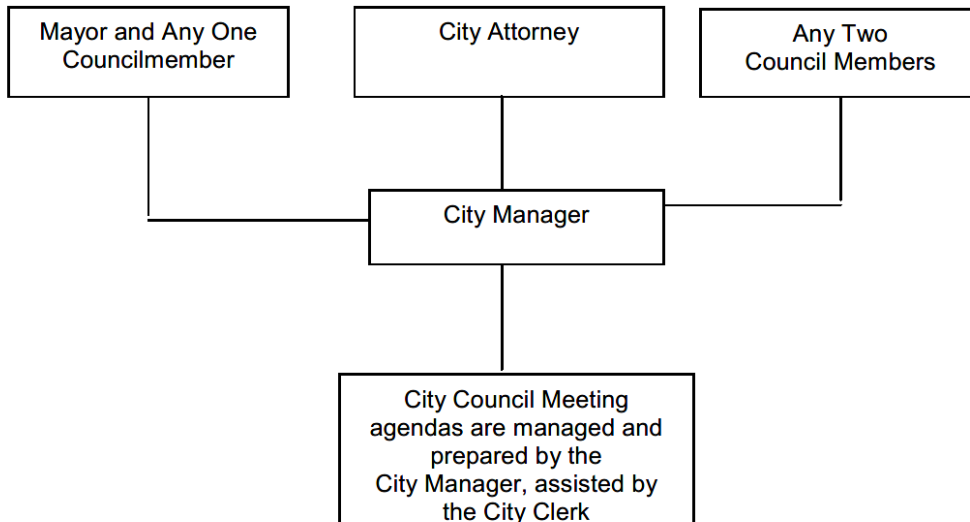 Mayor and Any One
Councilmember
City Attorney
Any Two
Council Members
City Manager
City Council Meeting
agendas are managed and
prepared by the
City Manager, assisted by
the City Clerk